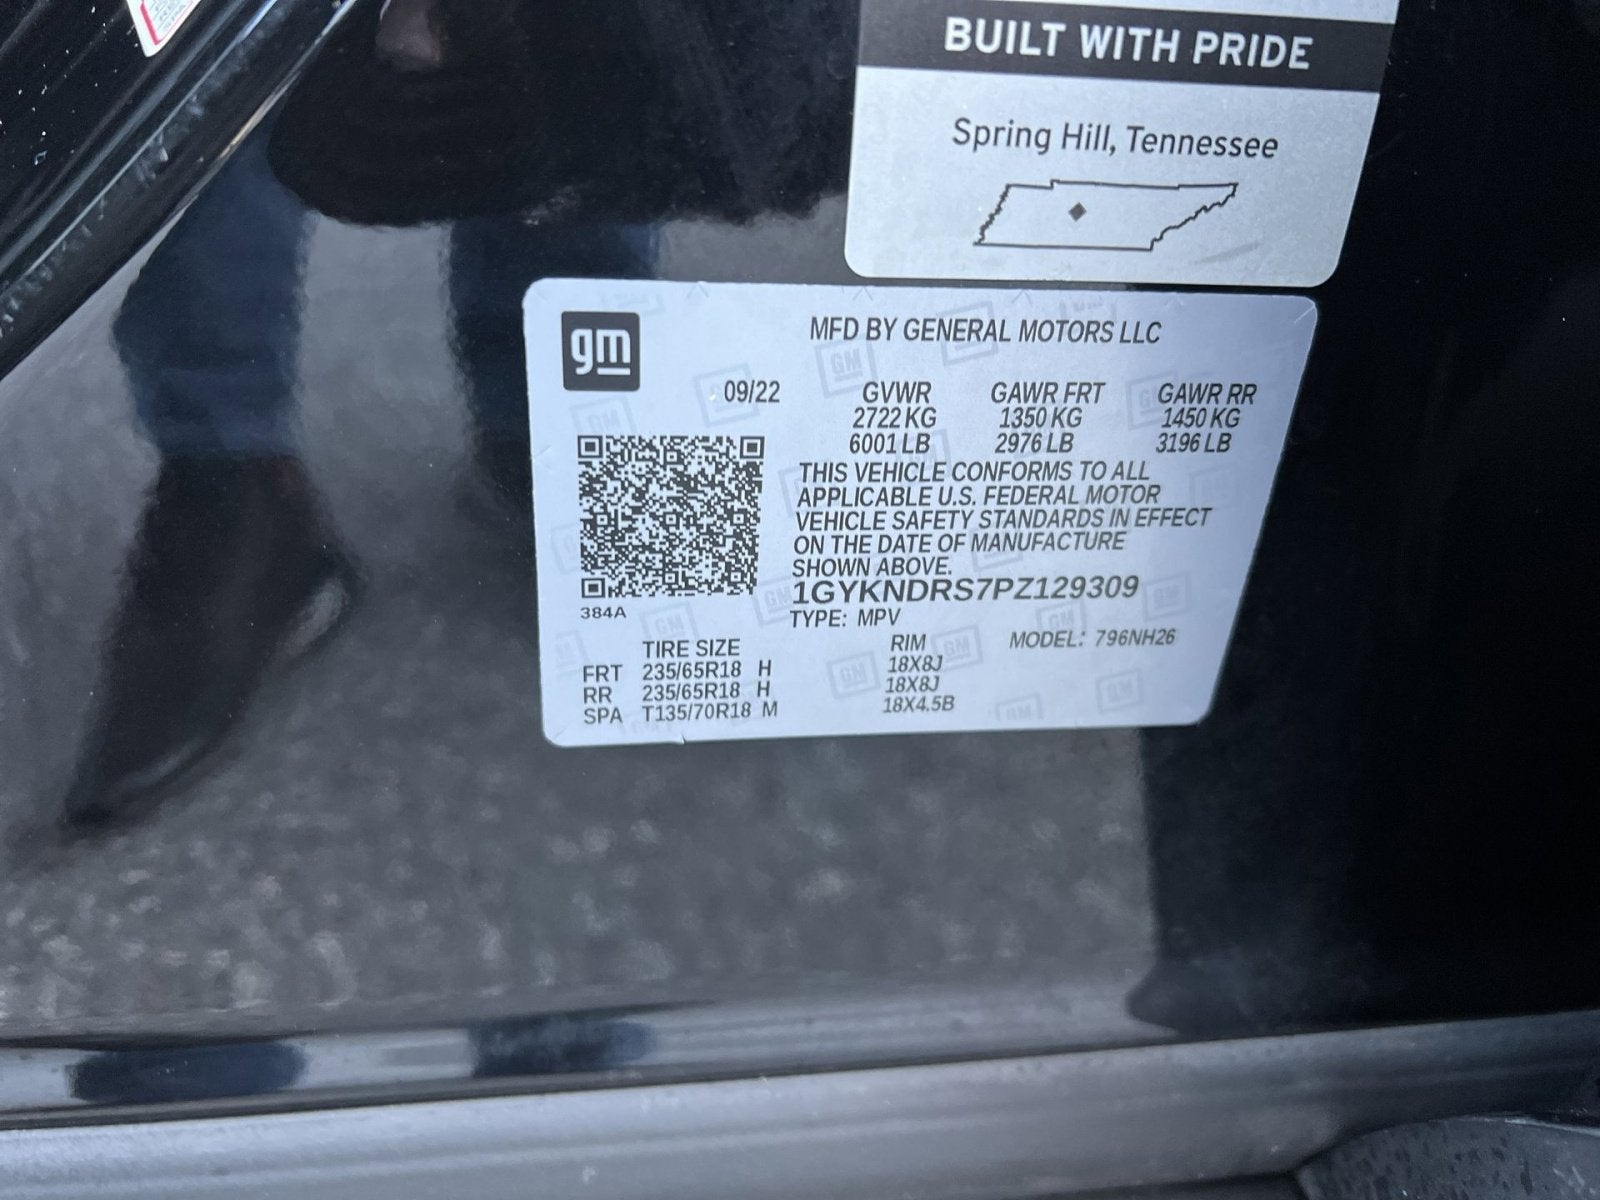 BUILT WITH PRIDE
Spring Hill, Tennessee
gm
MFD BY GENERAL MOTORS LLC
09/22 GVWR GAWR FRT GAWR RR
2722 KG 1350 KG 1450 KG
6001 LB 2976 LB 3196 LB
THIS VEHICLE CONFORMS TO ALL
APPLICABLE U.S. FEDERAL MOTOR
VEHICLE SAFETY STANDARDS IN EFFECT
ON THE DATE OF MANUFACTURE
SHOWN ABOVE.
1GYKNDRS7PZ129309
384A
TYPE: MPV
MODEL: 796NH26
TIRE SIZE RIM
FRT 235/65R18 H 18X8J
RR 235/65R18 H 18X8J
SPA T135/70R18 M 18X4.5B